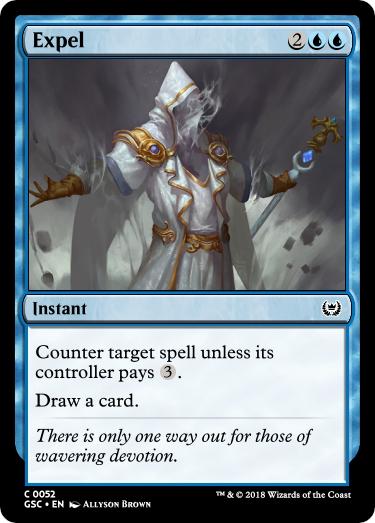 Expel 2
Instant
Counter target spell unless its
controller pays 3.
Draw a card.
There is only one way out for those of
wavering devotion.
C 0052
GSC • EN Allyson Brown
™ & © 2018 Wizards of the Coast